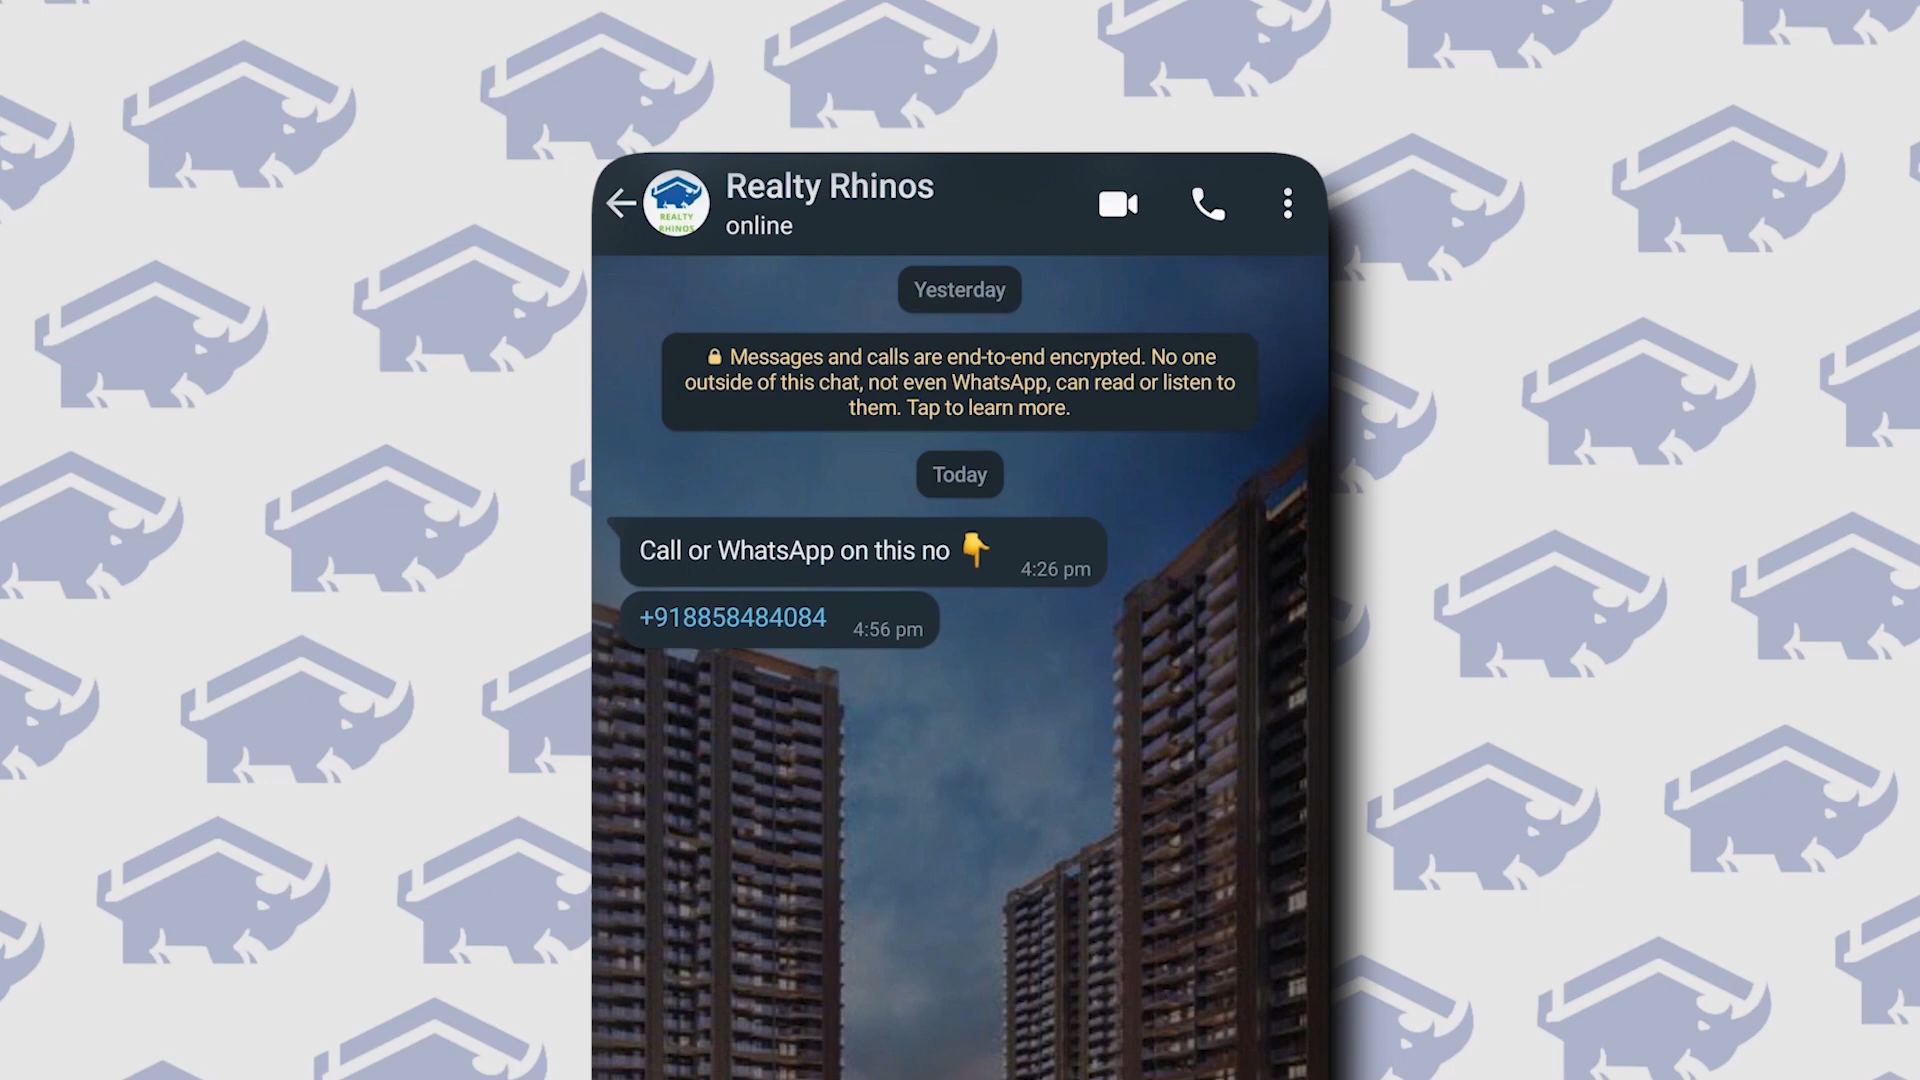 Realty Rhinos
REALTY
RHINOS
online
Yesterday
🔒 Messages and calls are end-to-end encrypted. No one
outside of this chat, not even WhatsApp, can read or listen to
them. Tap to learn more.
Today
Call or WhatsApp on this no 👇
4:26 pm
+918858484084
4:56 pm